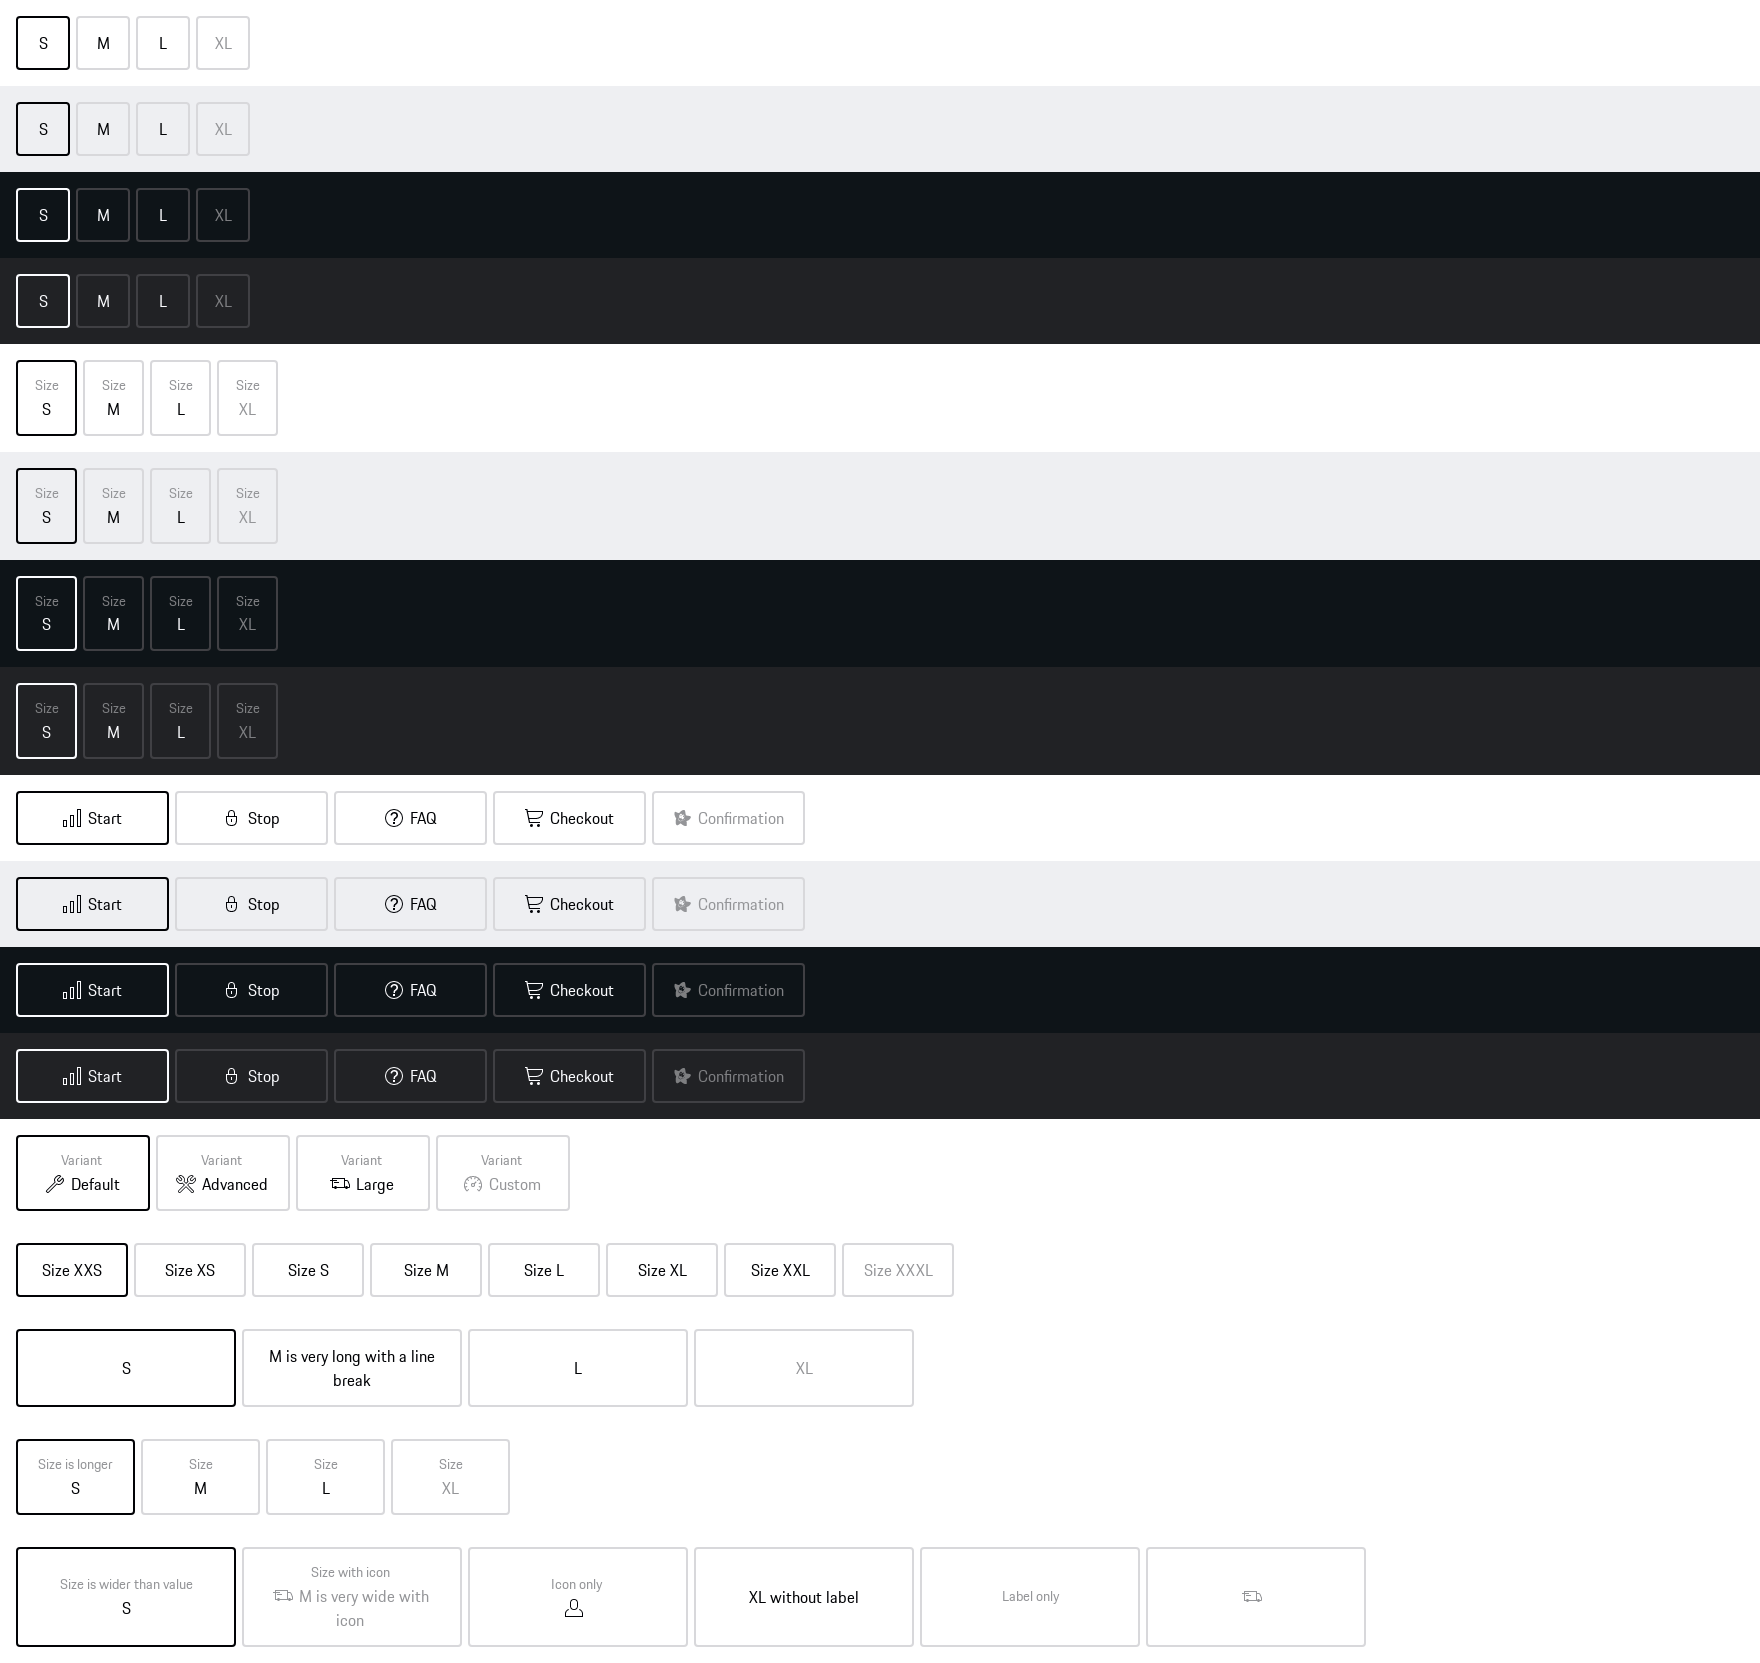 S M L XL
S M L XL
S M L XL
S M L XL
Size Size Size Size
S M L XL
Size Size Size Size
S M L XL
Size Size Size Size
S M L XL
Size Size Size Size
S M L XL
Start Stop FAQ Checkout Confirmation
Start Stop FAQ Checkout Confirmation
Start Stop FAQ Checkout Confirmation
Start Stop FAQ Checkout Confirmation
Variant Variant Variant Variant
Default Advanced Large Custom
Size XXS Size XS Size S Size M Size L Size XL Size XXL Size XXXL
S
M is very long with a line
break
L
XL
Size is longer Size Size Size
S M L XL
Size is wider than value
S
Size with icon
M is very wide with
icon
Icon only
XL without label
Label only